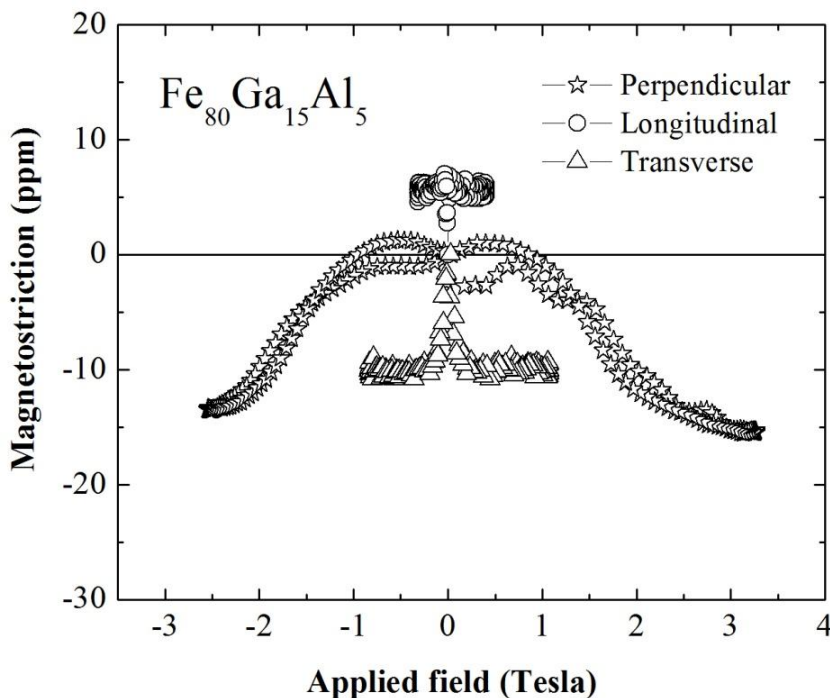 20
10
0
-10
-20
-30
Magnetostriction (ppm)
Fe₈₀Ga₁₅Al₅
Perpendicular
Longitudinal
Transverse
-3 -2 -1 0 1 2 3 4
Applied field (Tesla)